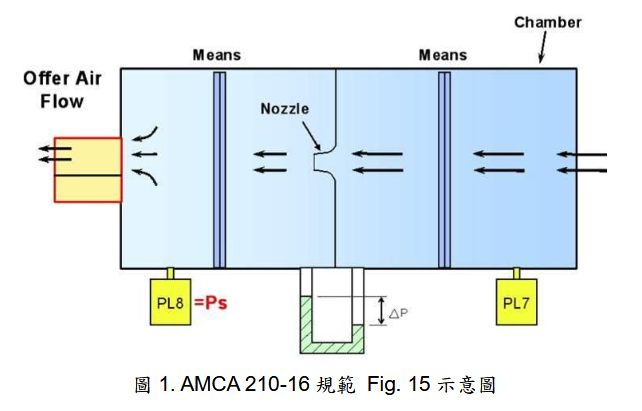 Chamber
Means
Means
Offer Air
Flow
Nozzle
PL8
=Ps
△P
PL7
圖 1. AMCA 210-16 規範 Fig. 15 示意圖